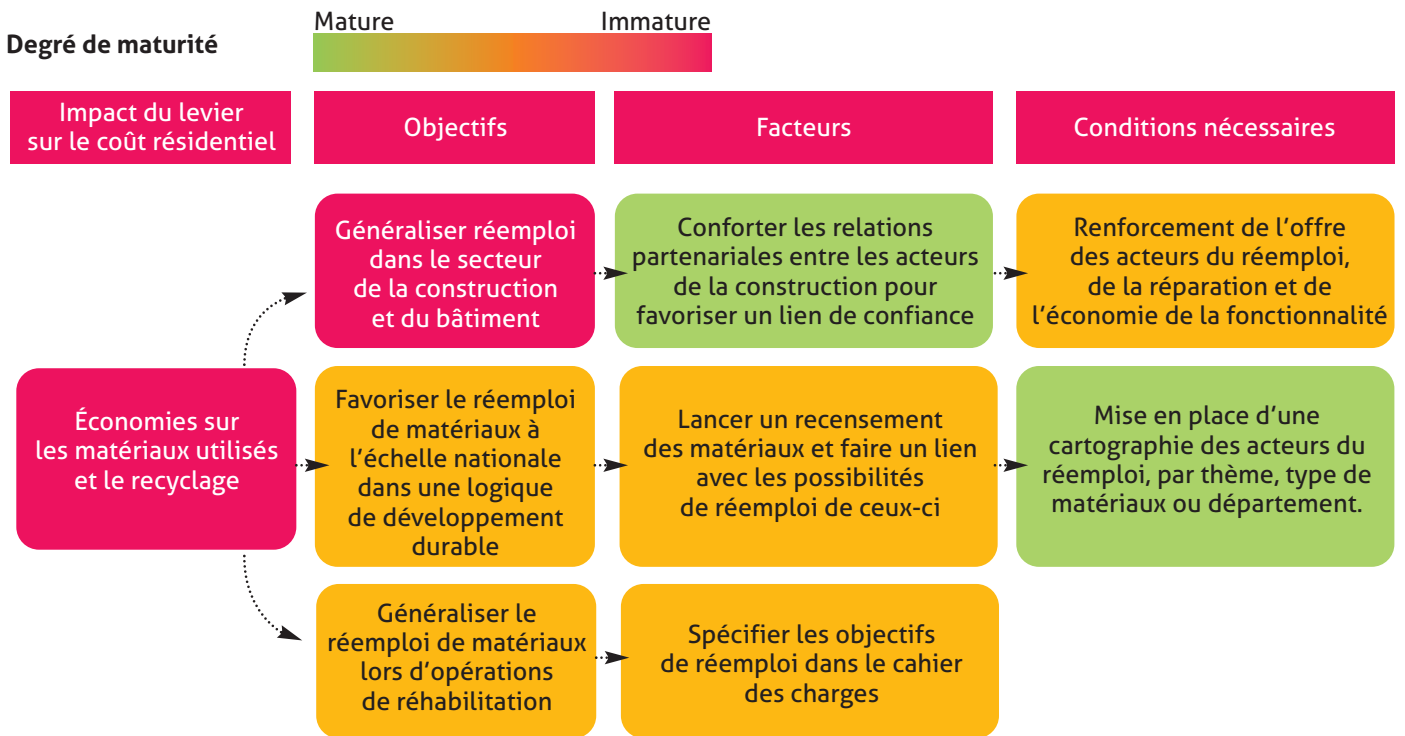 Mature
Immature
Degré de maturité
Impact du levier
sur le coût résidentiel
Objectifs
Facteurs
Conditions nécessaires
Généraliser réemploi
dans le secteur
de la construction
et du bâtiment
Conforter les relations
partenariales entre les acteurs
de la construction pour
favoriser un lien de confiance
Renforcement de l’offre
des acteurs du réemploi,
de la réparation et de
l’économie de la fonctionnalité
Économies sur
les matériaux utilisés
et le recyclage
Favoriser le réemploi
de matériaux à
l’échelle nationale
dans une logique
de développement
durable
Lancer un recensement
des matériaux et faire un lien
avec les possibilités
de réemploi de ceux-ci
Mise en place d’une
cartographie des acteurs du
réemploi, par thème, type de
matériaux ou département.
Généraliser le
réemploi de matériaux
lors d’opérations
de réhabilitation
Spécifier les objectifs
de réemploi dans le cahier
des charges